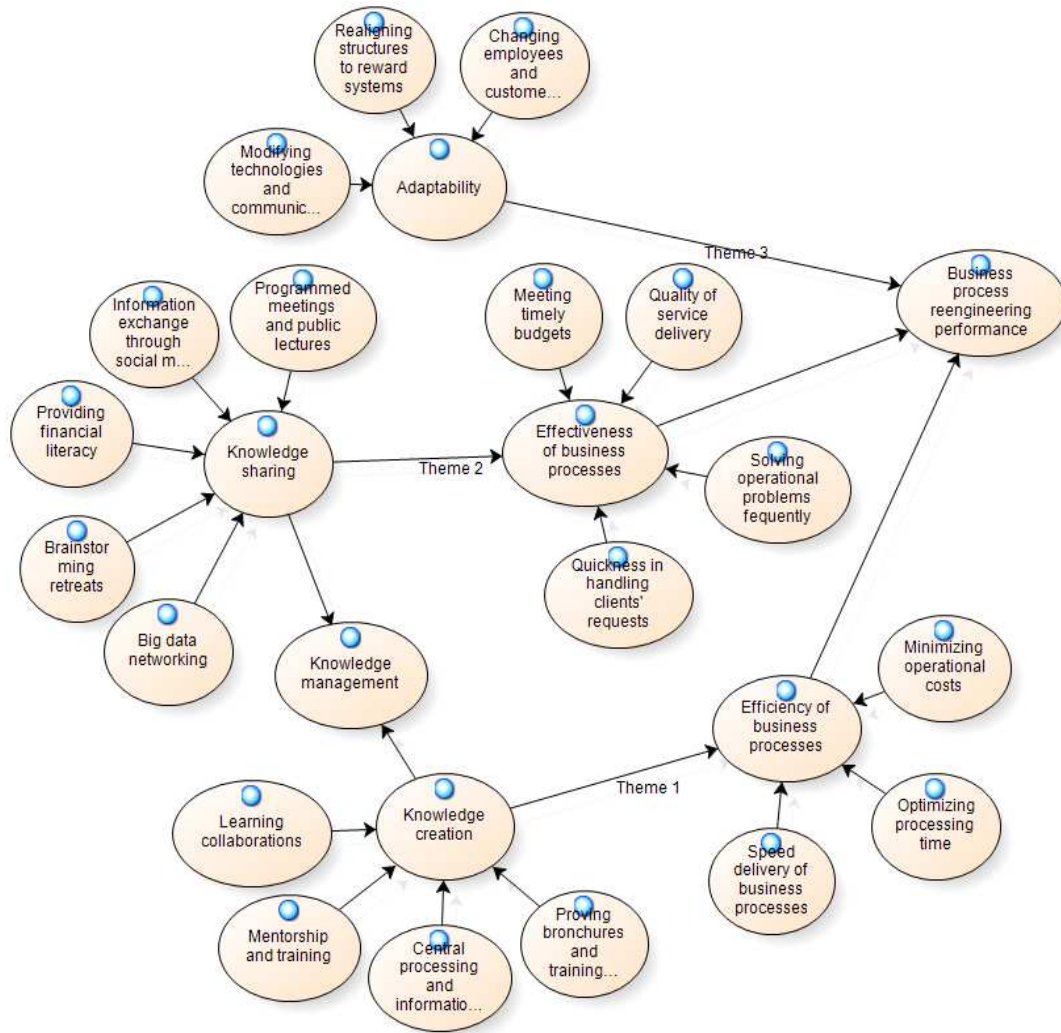 Realigning
structures
to reward
systems
Changing
employees
and
custome...
Modifying
technologies
and
communic...
Adaptability
Theme 3
Business
process
reengineering
performance
Information
exchange
through
social m...
Programmed
meetings
and public
lectures
Meeting
timely
budgets
Quality of
service
delivery
Providing
financial
literacy
Knowledge
sharing
Theme 2
Effectiveness
of business
processes
Solving
operational
problems
fequently
Brainstor
ming
retreats
Big data
networking
Quickness in
handling
clients'
requests
Knowledge
management
Minimizing
operational
costs
Efficiency of
business
processes
Theme 1
Optimizing
processing
time
Learning
collaborations
Knowledge
creation
Speed
delivery of
business
processes
Mentorship
and training
Central
processing
and
informatio...
Proving
bronchures
and
training...